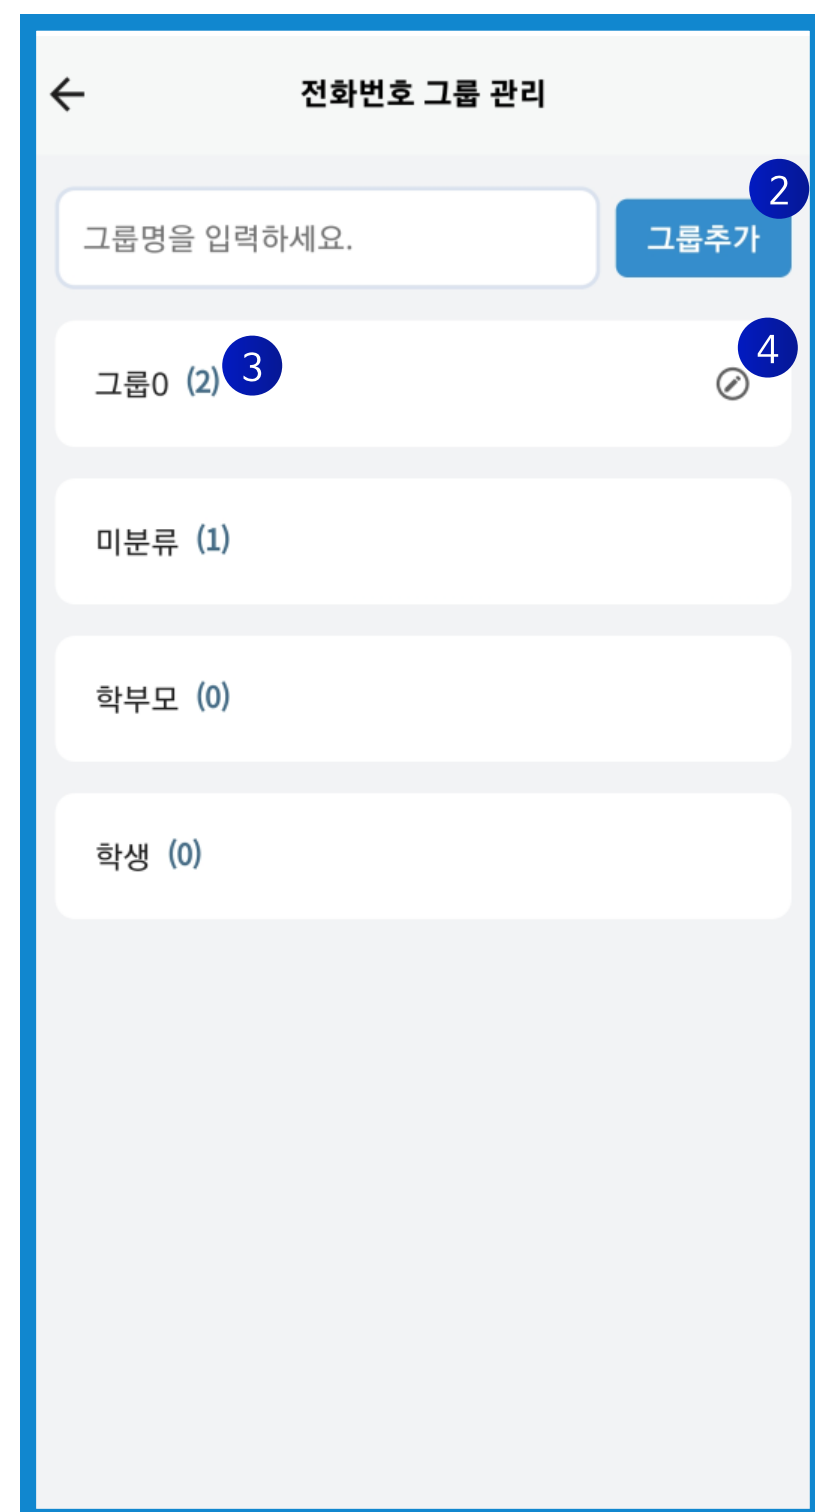 전화번호 그룹 관리
2
그룹명을 입력하세요. 그룹추가
4
그룹0 (2) 3
미분류 (1)
학부모 (0)
학생 (0)